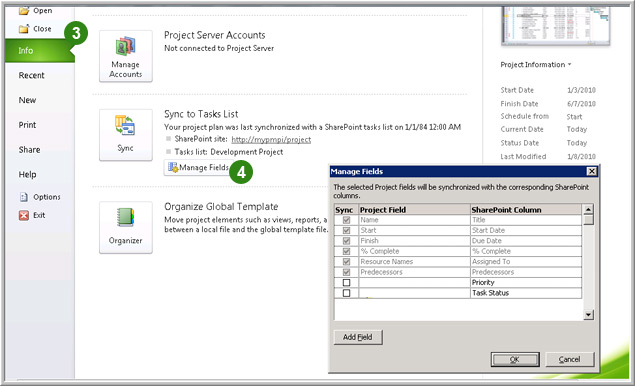 Open
Close
3
Info
Recent
New
Print
Share
Help
Options
Exit
Manage Accounts
Project Server Accounts
Not connected to Project Server
Sync
Sync to Tasks List
Your project plan was last synchronized with a SharePoint tasks list on 1/1/84 12:00 AM
SharePoint site: http://mypmpi/project
Tasks list: Development Project
Manage Fields
4
Organizer
Organize Global Template
Move project elements such as views, reports, a
between a local file and the global template file.
Project Information
Start Date 1/3/2010
Finish Date 6/7/2010
Schedule from Start
Current Date Today
Status Date Today
Last Modified 1/8/2010
Manage Fields
The selected Project fields will be synchronized with the corresponding SharePoint
columns.
Sync Project Field SharePoint Column
Name Title
Start Start Date
Finish Due Date
% Complete % Complete
Resource Names Assigned To
Predecessors Predecessors
Priority
Task Status
Add Field
OK Cancel